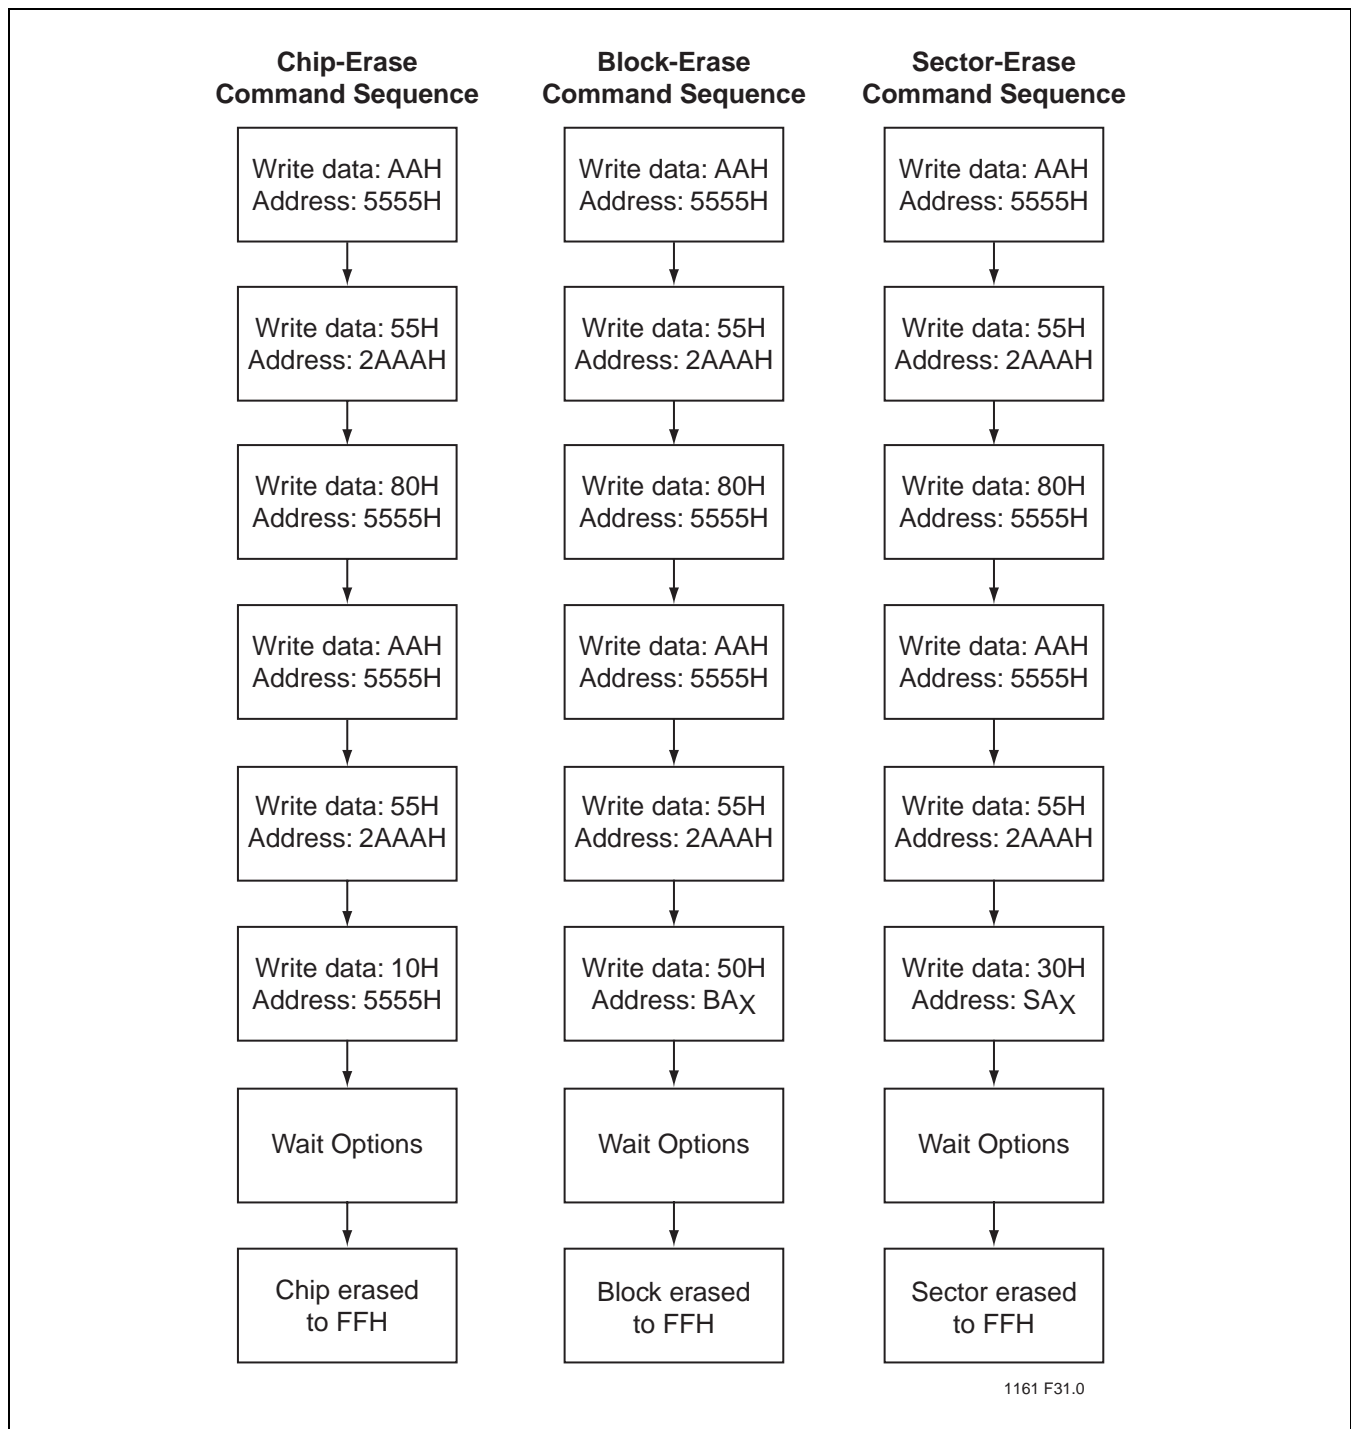 Chip-Erase
Command Sequence
Write data: AAH
Address: 5555H
Write data: 55H
Address: 2AAAH
Write data: 80H
Address: 5555H
Write data: AAH
Address: 5555H
Write data: 55H
Address: 2AAAH
Write data: 10H
Address: 5555H
Wait Options
Chip erased
to FFH
Block-Erase
Command Sequence
Write data: AAH
Address: 5555H
Write data: 55H
Address: 2AAAH
Write data: 80H
Address: 5555H
Write data: AAH
Address: 5555H
Write data: 55H
Address: 2AAAH
Write data: 50H
Address: BAX
Wait Options
Block erased
to FFH
Sector-Erase
Command Sequence
Write data: AAH
Address: 5555H
Write data: 55H
Address: 2AAAH
Write data: 80H
Address: 5555H
Write data: AAH
Address: 5555H
Write data: 55H
Address: 2AAAH
Write data: 30H
Address: SAX
Wait Options
Sector erased
to FFH
1161 F31.0